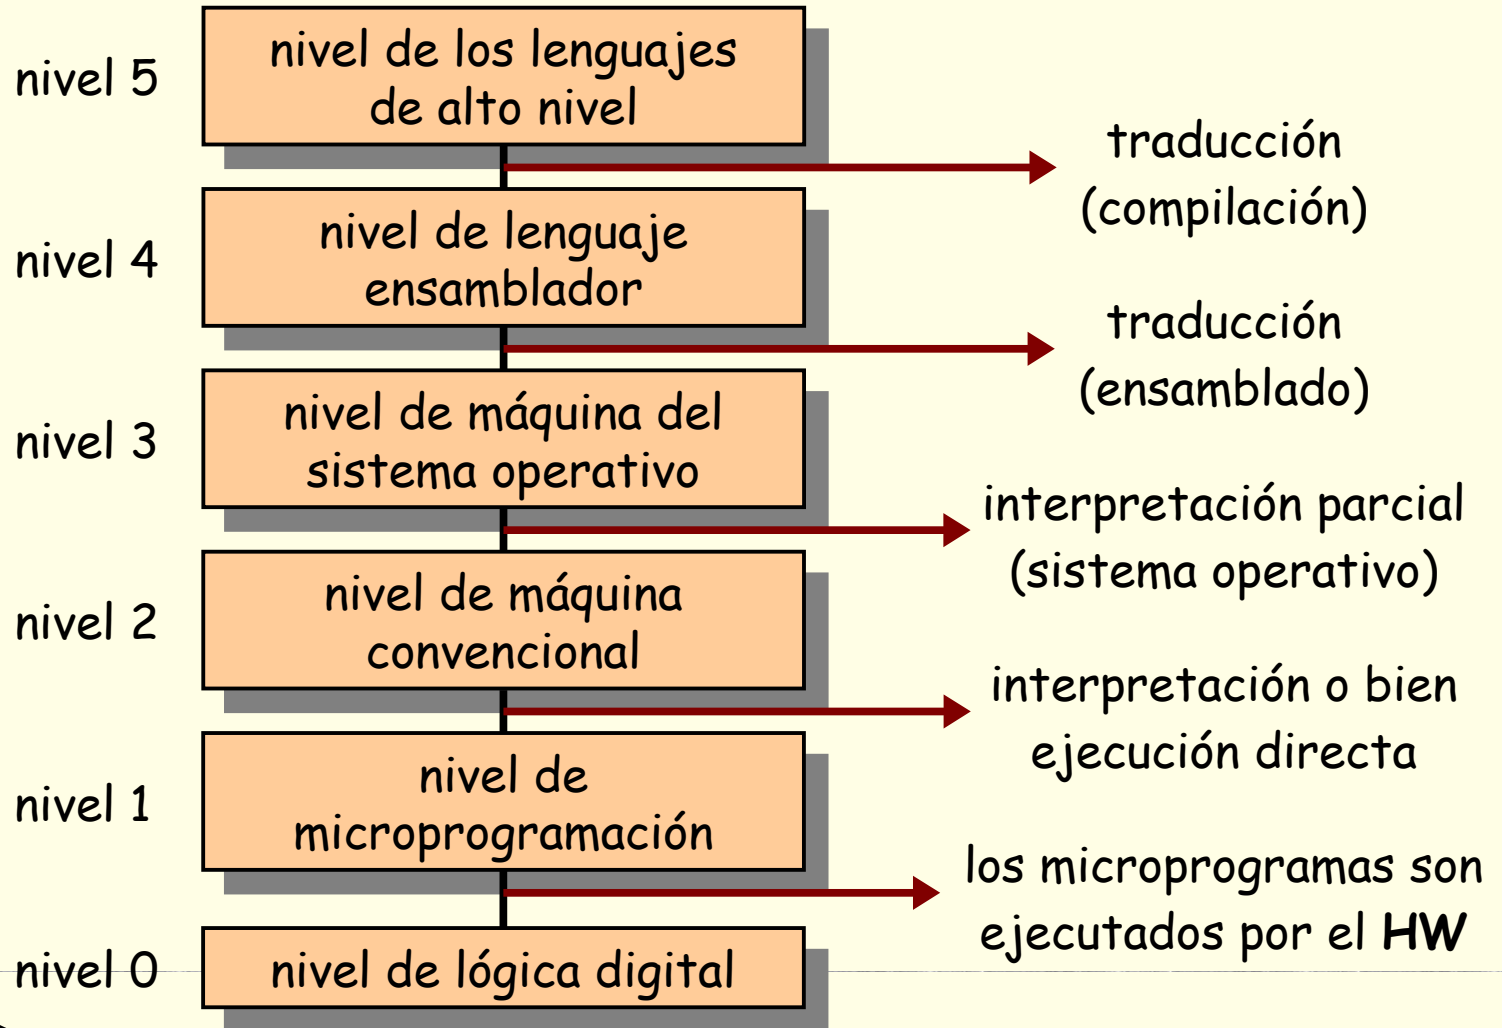 nivel 5
nivel de los lenguajes
de alto nivel
traducción
(compilación)
nivel 4
nivel de lenguaje
ensamblador
traducción
(ensamblado)
nivel 3
nivel de máquina del
sistema operativo
interpretación parcial
(sistema operativo)
nivel 2
nivel de máquina
convencional
interpretación o bien
ejecución directa
nivel 1
nivel de
microprogramación
los microprogramas son
ejecutados por el HW
nivel 0
nivel de lógica digital